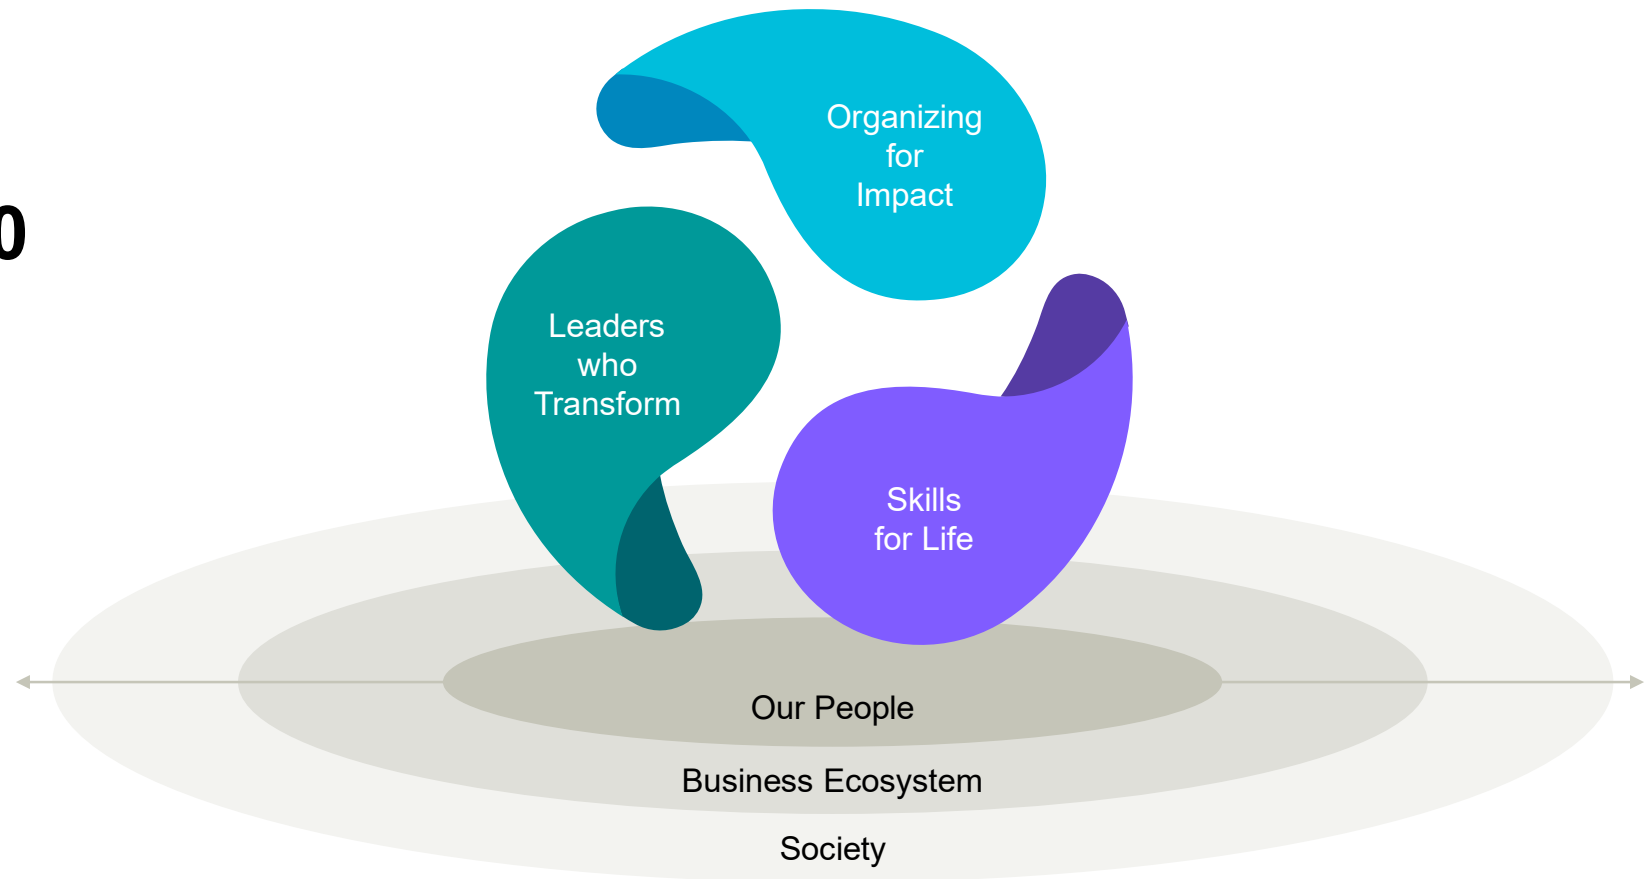 Organizing
for
Impact
0
Leaders
who
Transform
Skills
for Life
Our People
Business Ecosystem
Society